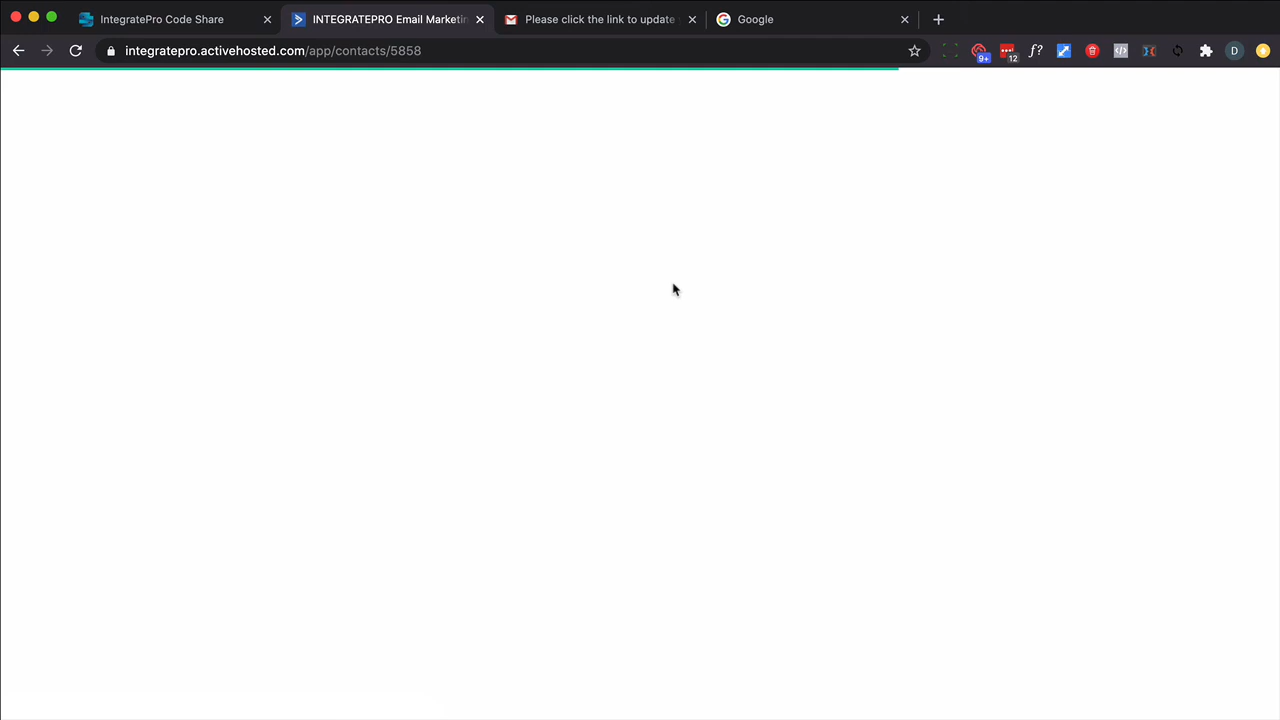 IntegratePro Code Share
INTEGRATEPRO Email Marketin
Please click the link to update
Google
integratepro.activehosted.com/app/contacts/5858
9+
12
f?
D